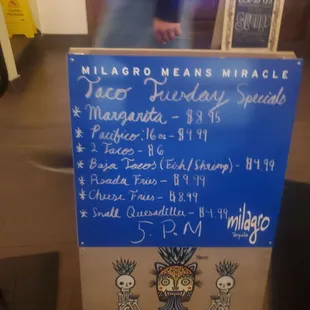 MILAGRO MEANS MIRACLE
Taco Tuesday Specials
* Margarita - $8.95
* Pacifico: 16oz - $4.99
* 2 Tacos - $6
* Baja Tacos (Fish/Shrimp) - $4.99
* Asada Fries - $9.99
* Cheese Fries - $8.99
* Small Quesadilla - $4.99
5 P.M
milagro
Tequila